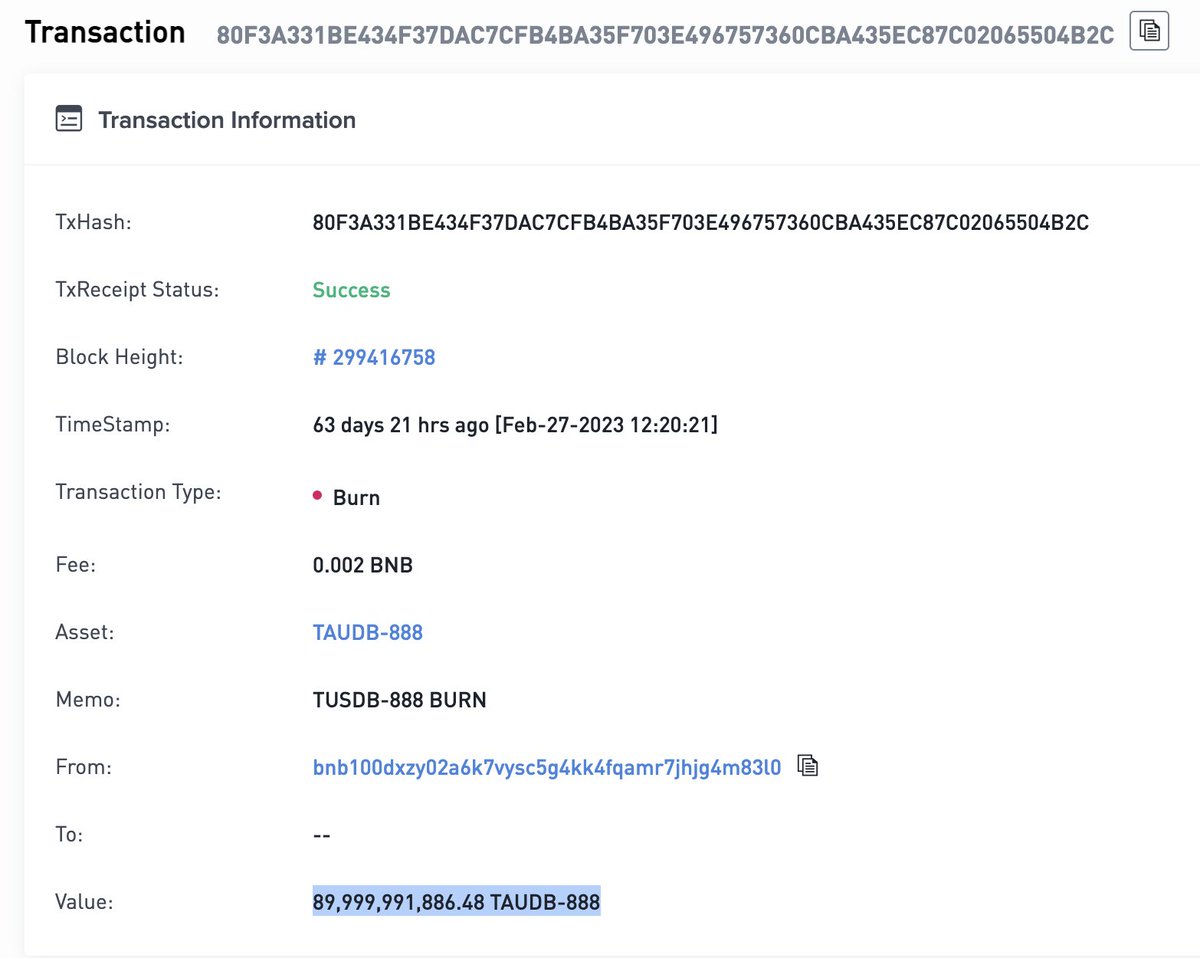 Transaction 80F3A331BE434F37DAC7CFB4BA35F703E496757360CBA435EC87C02065504B2C
Transaction Information
TxHash: 80F3A331BE434F37DAC7CFB4BA35F703E496757360CBA435EC87C02065504B2C
TxReceipt Status: Success
Block Height: # 299416758
TimeStamp: 63 days 21 hrs ago [Feb-27-2023 12:20:21]
Transaction Type: Burn
Fee: 0.002 BNB
Asset: TAUDB-888
Memo: TUSDB-888 BURN
From: bnb100dxzy02a6k7vysc5g4kk4fqamr7jhjg4m83l0
To: --
Value: 89,999,991,886.48 TAUDB-888